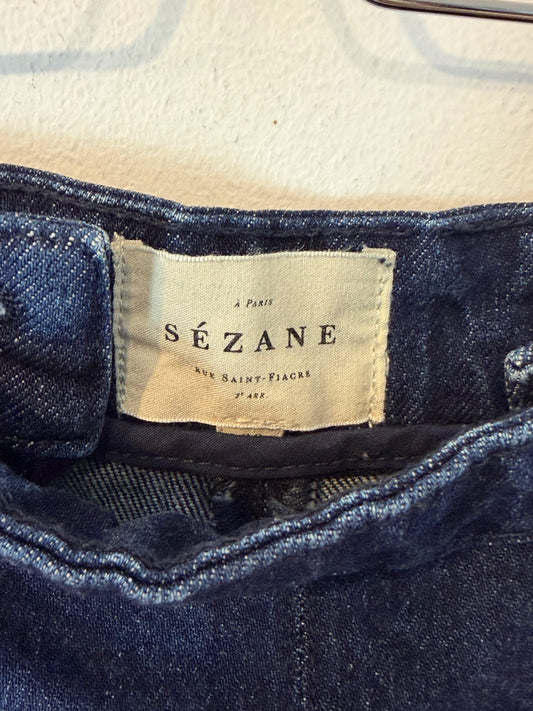 À PARIS
SÉZANE
RUE SAINT-FIACRE
2ᵉ ARR.